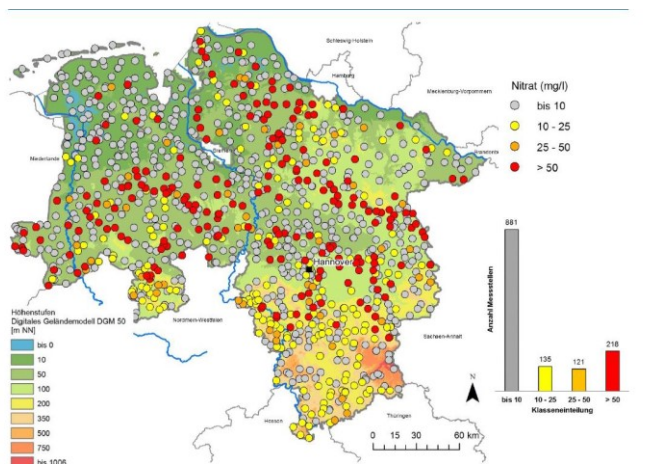 Schleswig-Holstein
Hamburg
Mecklenburg-Vorpommern
Niederlande
Hannover
Nordrhein-Westfalen
Sachsen-Anhalt
Hessen
Thüringen
Nitrat (mg/l)
bis 10
10 - 25
25 - 50
> 50
Höhenstufen
Digitales Geländemodell DGM 50
[m NN]
bis 0
10
50
100
200
350
500
750
bis 1006
N
0 15 30 60 km
Anzahl Messstellen
881
135
121
218
bis 10 10 - 25 25 - 50 > 50
Klasseneinteilung